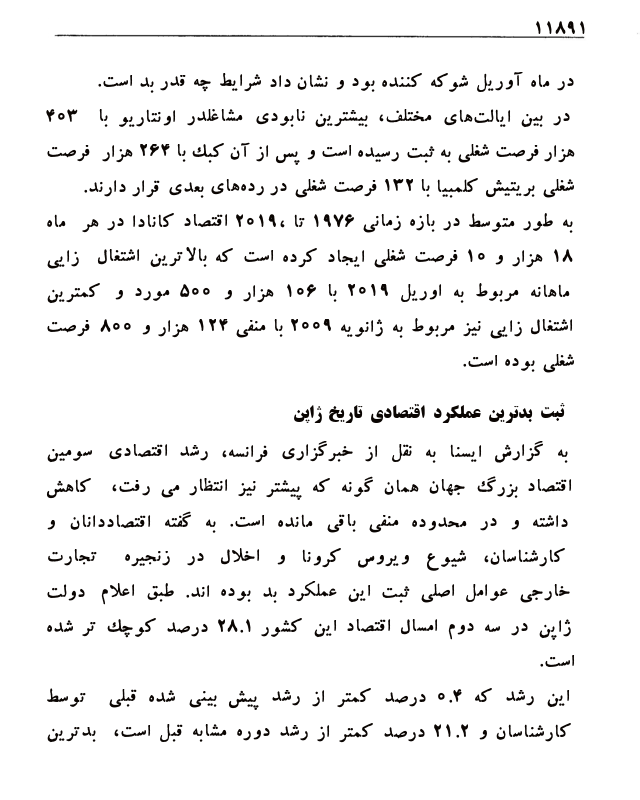 ۱۱۸۹۱
در ماه آوریل شوکه کننده بود و نشان داد شرایط چه قدر بد است.
در بین ایالت‌های مختلف، بیشترین نابودی مشاغلدر اونتاریو با ۴۰۳
هزار فرصت شغلی به ثبت رسیده است و پس از آن کبك با ۲۶۴ هزار فرصت
شغلی بریتیش کلمبیا با ۱۳۲ فرصت شغلی در رده‌های بعدی قرار دارند.
به طور متوسط در بازه زمانی ۱۹۷۶ تا ،۲۰۱۹ اقتصاد کانادا در هر ماه
۱۸ هزار و ۱۰ فرصت شغلی ایجاد کرده است که بالاترین اشتغال زایی
ماهانه مربوط به اوریل ۲۰۱۹ با ۱۰۶ هزار و ۵۰۰ مورد و کمترین
اشتغال زایی نیز مربوط به ژانویه ۲۰۰۹ با منفی ۱۲۴ هزار و ۸۰۰ فرصت
شغلی بوده است.
ثبت بدترین عملکرد اقتصادی تاریخ ژاپن
به گزارش ایسنا به نقل از خبرگزاری فرانسه، رشد اقتصادی سومین
اقتصاد بزرگ جهان همان گونه که پیشتر نیز انتظار می رفت، کاهش
داشته و در محدوده منفی باقی مانده است. به گفته اقتصاددانان و
کارشناسان، شیوع ویروس کرونا و اخلال در زنجیره تجارت
خارجی عوامل اصلی ثبت این عملکرد بد بوده اند. طبق اعلام دولت
ژاپن در سه دوم امسال اقتصاد این کشور ۲۸.۱ درصد کوچك تر شده
است.
این رشد که ۰.۴ درصد کمتر از رشد پیش بینی شده قبلی توسط
کارشناسان و ۲۱.۲ درصد کمتر از رشد دوره مشابه قبل است، بدترین